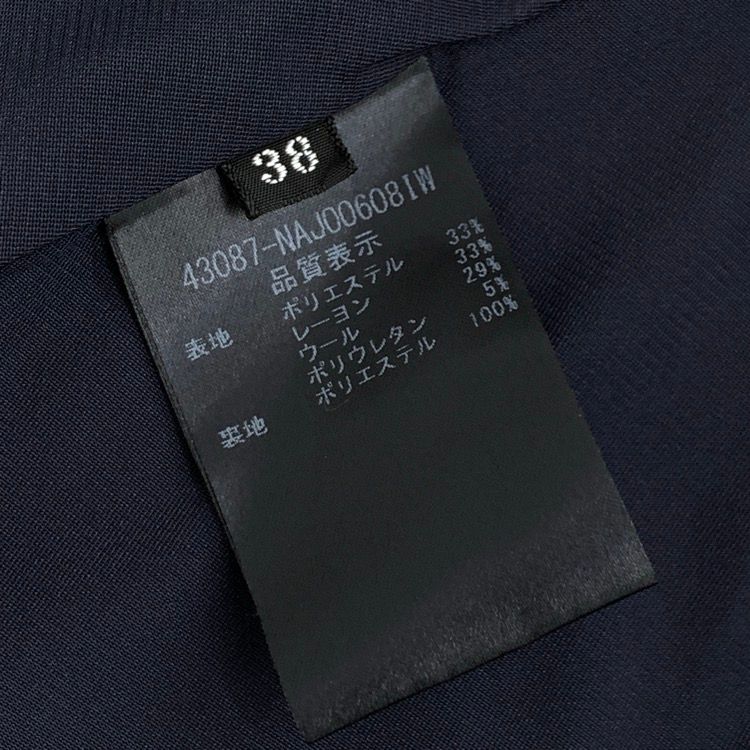 38
43087-NAJ00608IW
品質表示
表地 ポリエステル 33%
レーヨン 33%
ウール 29%
ポリウレタン 5%
裏地 ポリエステル 100%